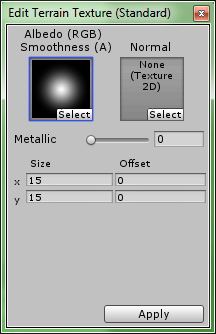 Edit Terrain Texture (Standard)
Albedo (RGB)
Smoothness (A) Normal
None
(Texture
2D)
Select Select
Metallic 0
Size Offset
x 15 0
y 15 0
Apply